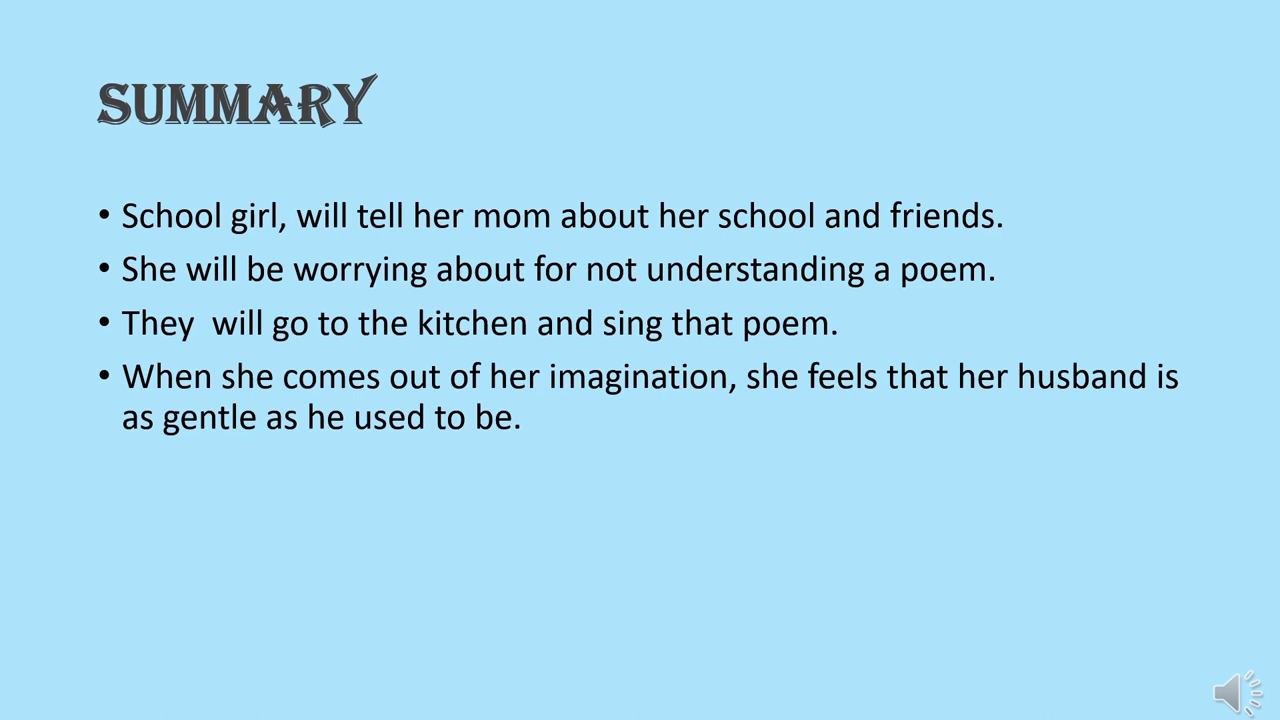 SUMMARY
• School girl, will tell her mom about her school and friends.
• She will be worrying about for not understanding a poem.
• They  will go to the kitchen and sing that poem.
• When she comes out of her imagination, she feels that her husband is
as gentle as he used to be.